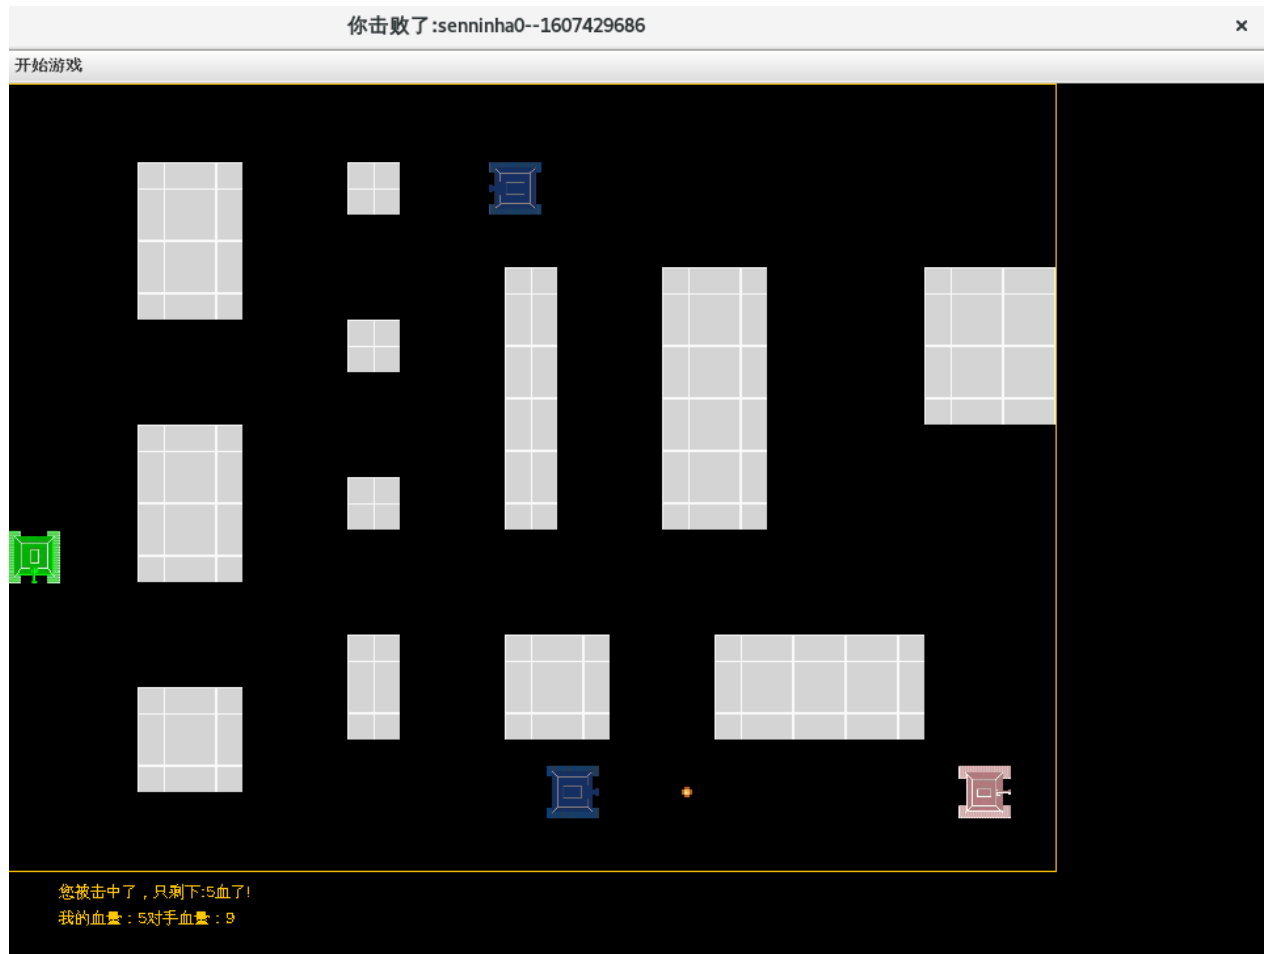 你击败了:senninha0--1607429686
开始游戏
您被击中了，只剩下:5血了!
我的血量：5对手血量：9